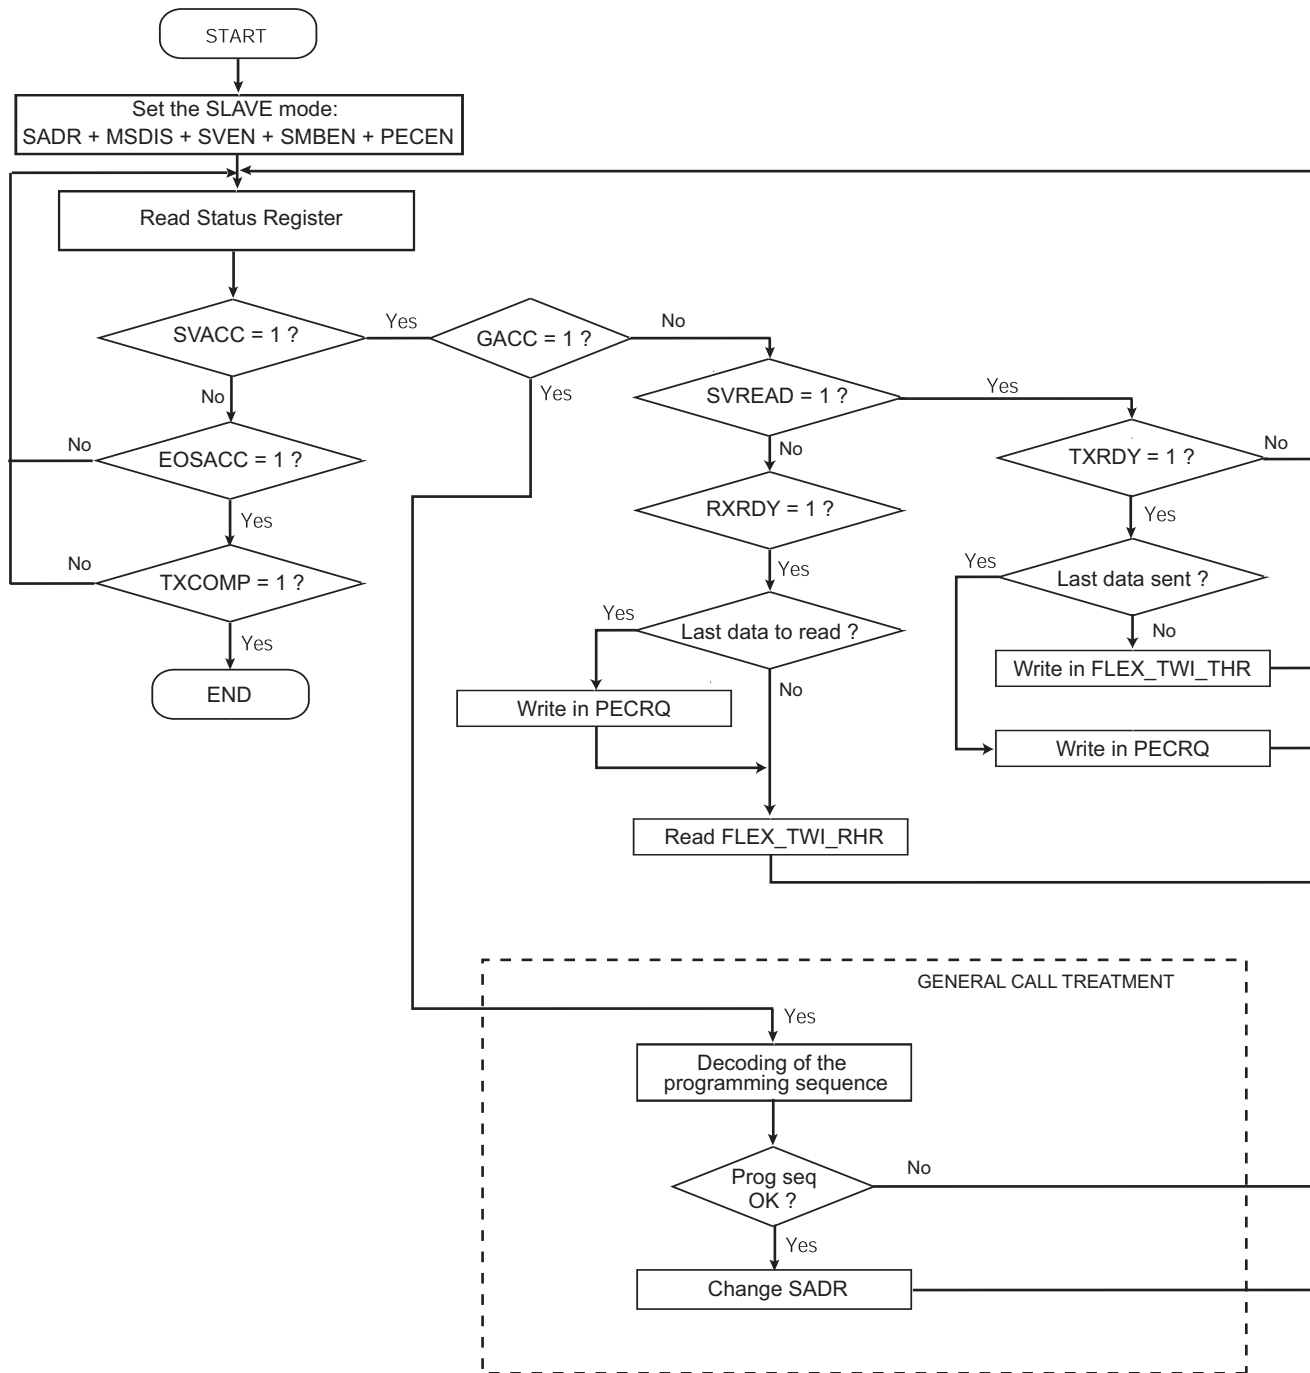 START
Set the SLAVE mode:
SADR + MSDIS + SVEN + SMBEN + PECEN
Read Status Register
SVACC = 1 ?
Yes
GACC = 1 ?
No
No
Yes
SVREAD = 1 ?
Yes
No
EOSACC = 1 ?
No
TXRDY = 1 ?
No
Yes
RXRDY = 1 ?
Yes
No
TXCOMP = 1 ?
Yes
Yes
Last data sent ?
Yes
Last data to read ?
No
Yes
END
No
Write in FLEX_TWI_THR
Write in PECRQ
Write in PECRQ
Read FLEX_TWI_RHR
GENERAL CALL TREATMENT
Yes
Decoding of the
programming sequence
Prog seq
OK ?
No
Yes
Change SADR